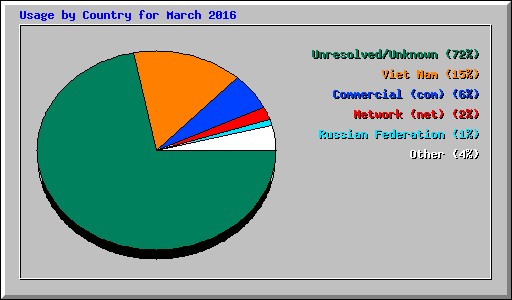 Usage by Country for March 2016
Unresolved/Unknown (72%)
Viet Nam (15%)
Commercial (com) (6%)
Network (net) (2%)
Russian Federation (1%)
Other (4%)